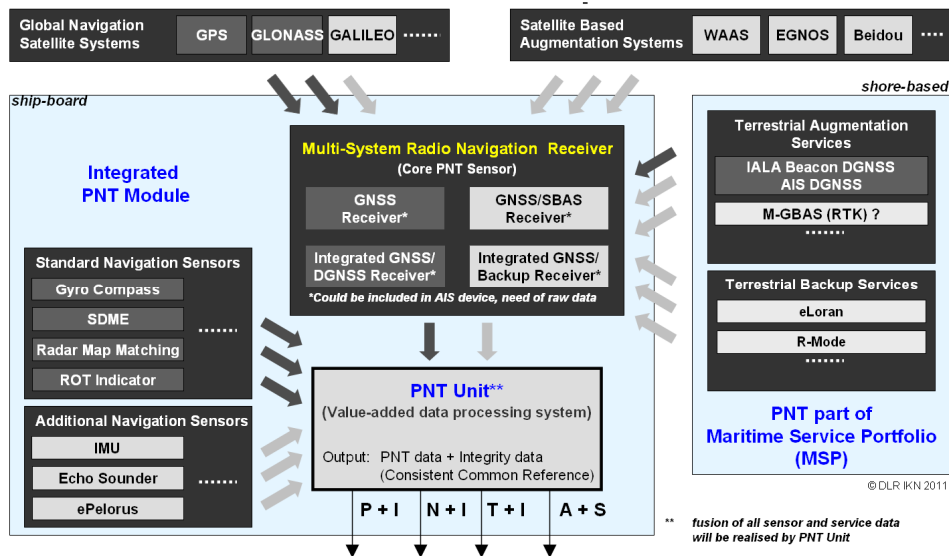 Global Navigation
Satellite Systems
GPS
GLONASS
GALILEO
Satellite Based
Augmentation Systems
WAAS
EGNOS
Beidou
ship-board
shore-based
Integrated
PNT Module
Multi-System Radio Navigation Receiver
(Core PNT Sensor)
GNSS
Receiver*
GNSS/SBAS
Receiver*
Integrated GNSS/
DGNSS Receiver*
Integrated GNSS/
Backup Receiver*
*Could be included in AIS device, need of raw data
Terrestrial Augmentation
Services
IALA Beacon DGNSS
AIS DGNSS
M-GBAS (RTK) ?
Terrestrial Backup Services
eLoran
R-Mode
Standard Navigation Sensors
Gyro Compass
SDME
Radar Map Matching
ROT Indicator
Additional Navigation Sensors
IMU
Echo Sounder
ePelorus
PNT Unit**
(Value-added data processing system)
Output: PNT data + Integrity data
(Consistent Common Reference)
P + I
N + I
T + I
A + S
PNT part of
Maritime Service Portfolio
(MSP)
© DLR IKN 2011
** fusion of all sensor and service data
will be realised by PNT Unit